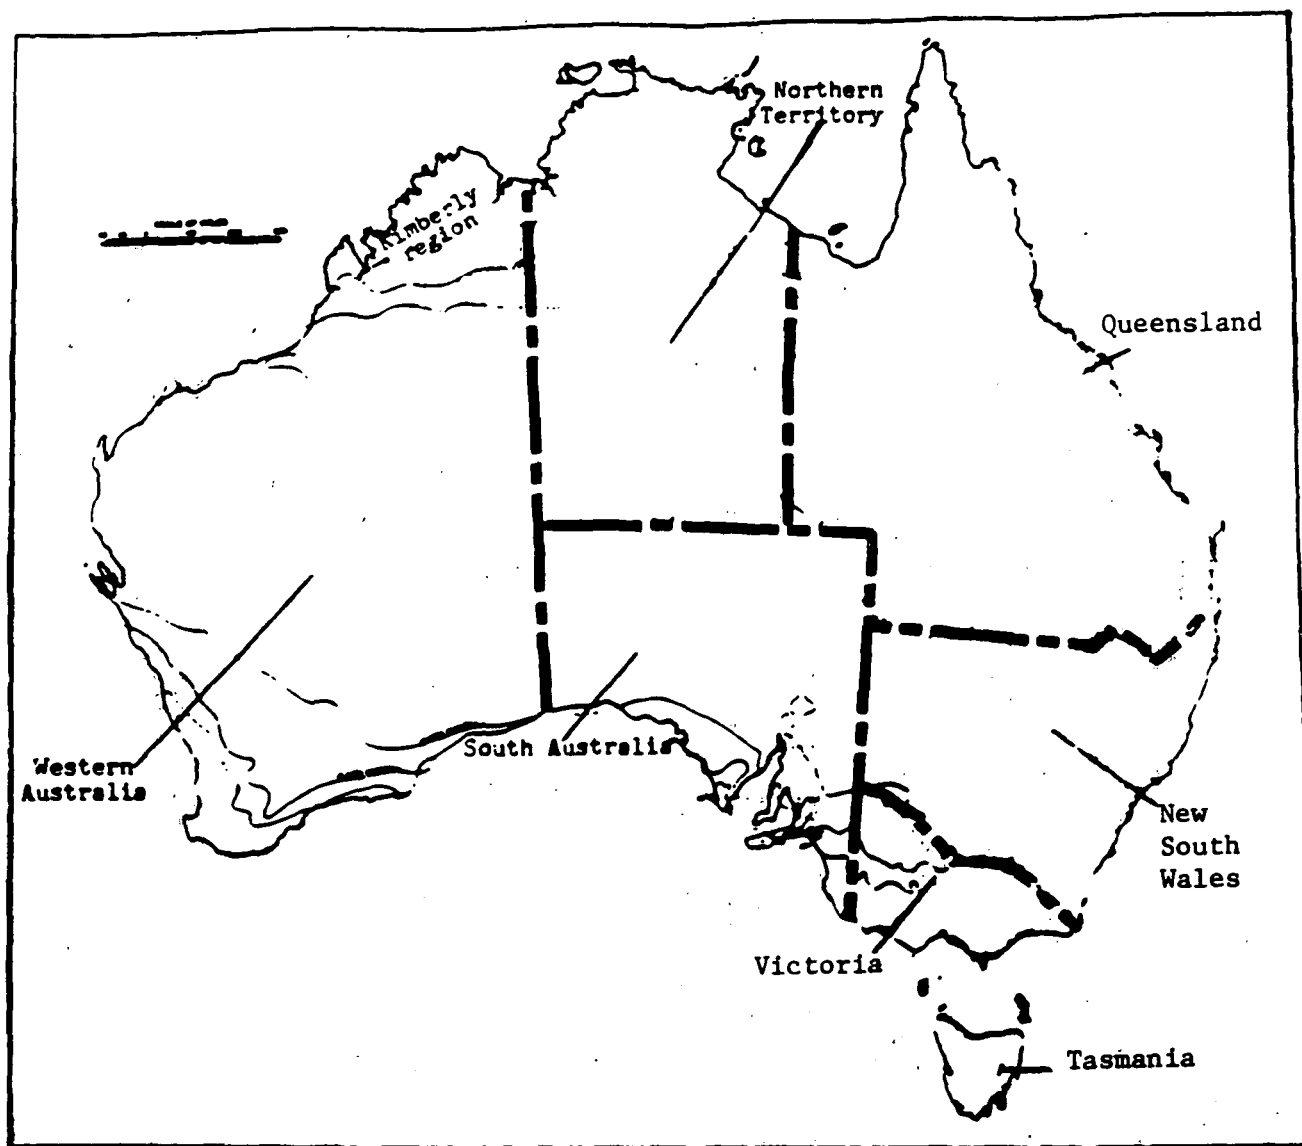 Northern
Territory
Kimberly
region
Queensland
South Australia
Western
Australia
New
South
Wales
Victoria
Tasmania